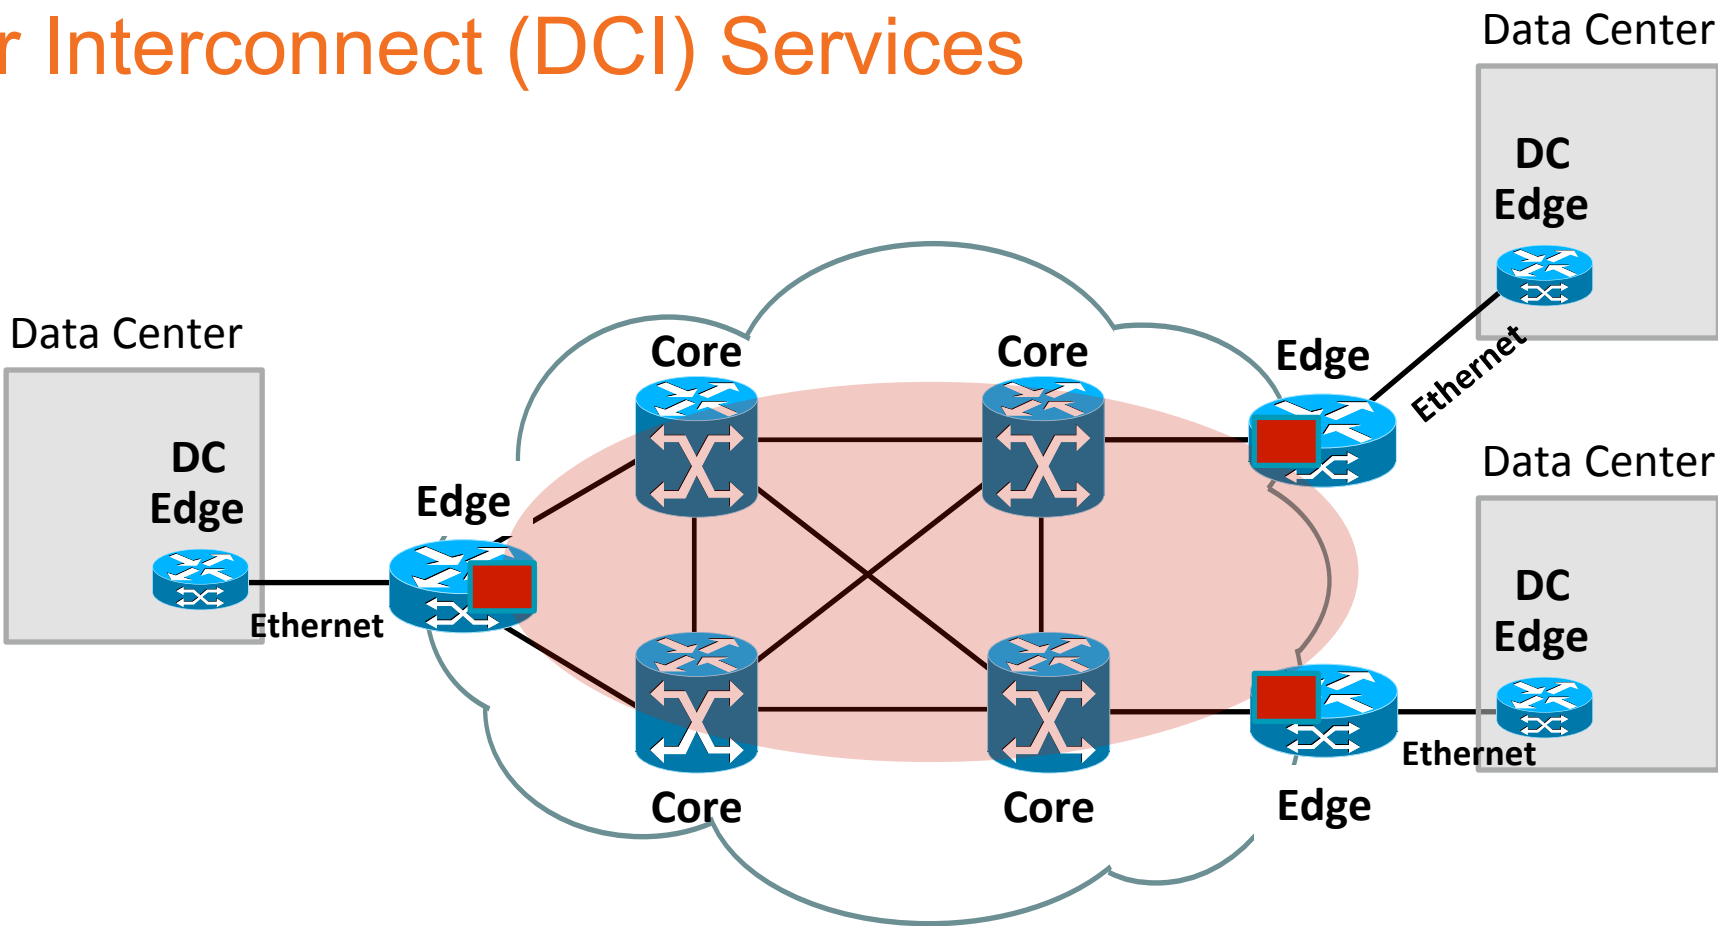 r Interconnect (DCI) Services
Data Center
DC
Edge
Ethernet
Data Center
DC
Edge
Ethernet
Edge
Core
Core
Edge
Core
Core
Edge
Data Center
DC
Edge
Ethernet